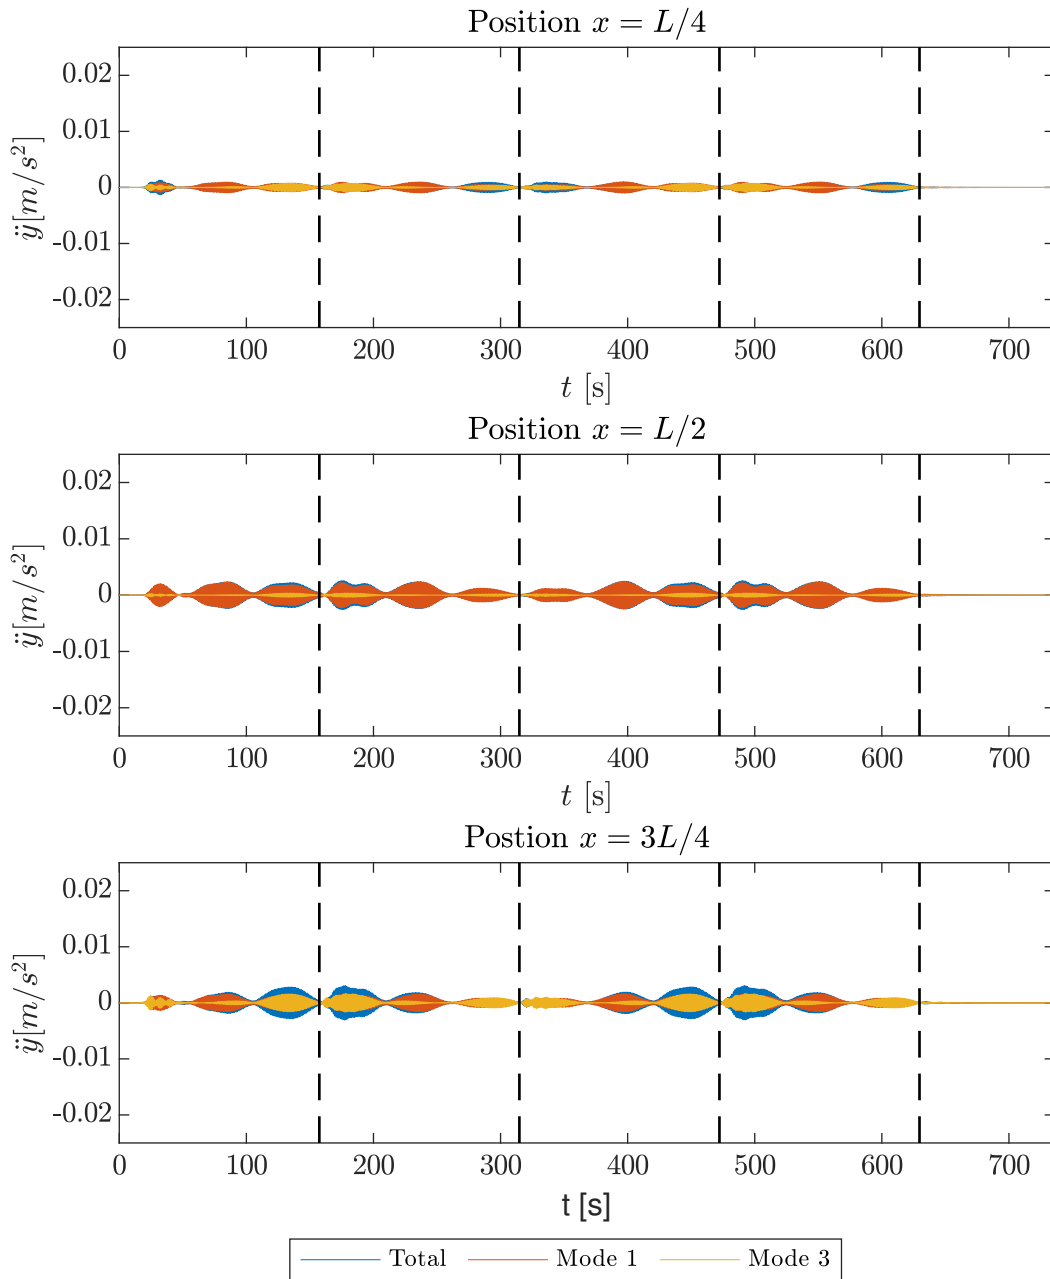 Position x = L/4
0.02
0.01
0
-0.01
-0.02
ÿ[m/s²]
0 100 200 300 400 500 600 700
t [s]
Position x = L/2
0.02
0.01
0
-0.01
-0.02
ÿ[m/s²]
0 100 200 300 400 500 600 700
t [s]
Postion x = 3L/4
0.02
0.01
0
-0.01
-0.02
ÿ[m/s²]
0 100 200 300 400 500 600 700
t [s]
Total Mode 1 Mode 3